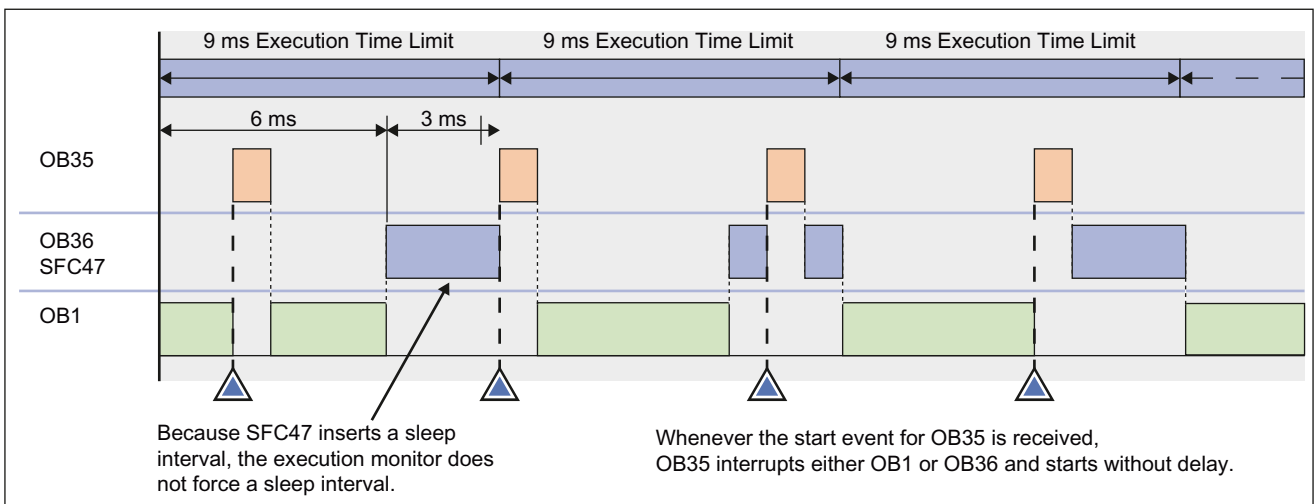 9 ms Execution Time Limit 9 ms Execution Time Limit 9 ms Execution Time Limit
6 ms 3 ms
OB35
OB36
SFC47
OB1
Because SFC47 inserts a sleep
interval, the execution monitor does
not force a sleep interval.
Whenever the start event for OB35 is received,
OB35 interrupts either OB1 or OB36 and starts without delay.